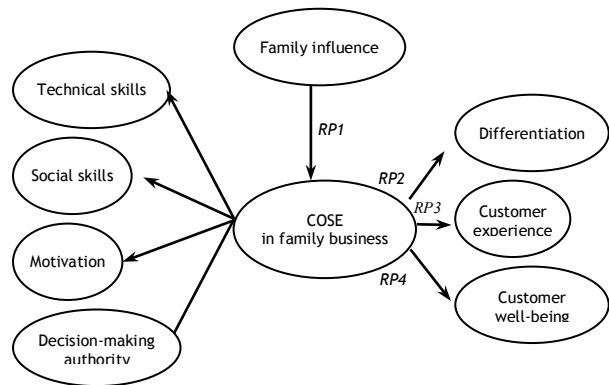 Family influence
Technical skills
RP1
Differentiation
Social skills
RP2
COSE
in family business
RP3
Customer
experience
Motivation
RP4
Customer
well-being
Decision-making
authority